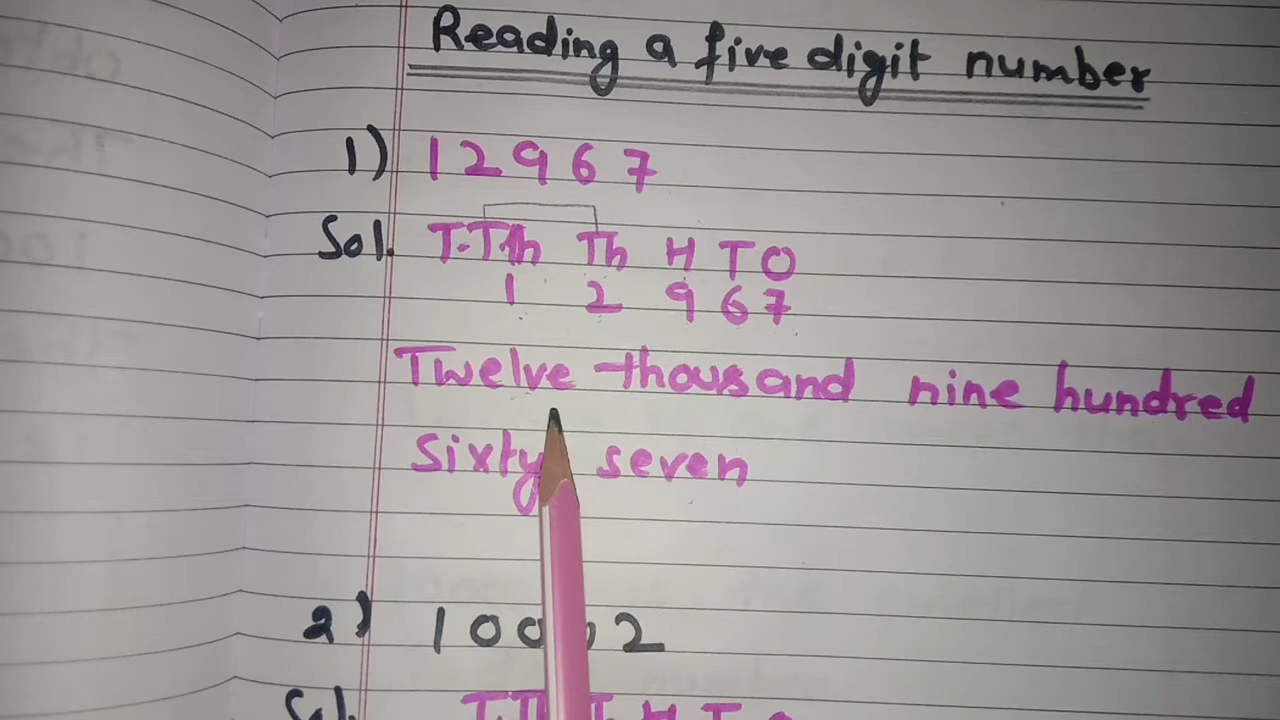 Reading a five digit number
1) 12967
Sol. T.Th Th H T O
1 2 9 6 7
Twelve thousand nine hundred
sixty seven
2)
Sol.
H T O